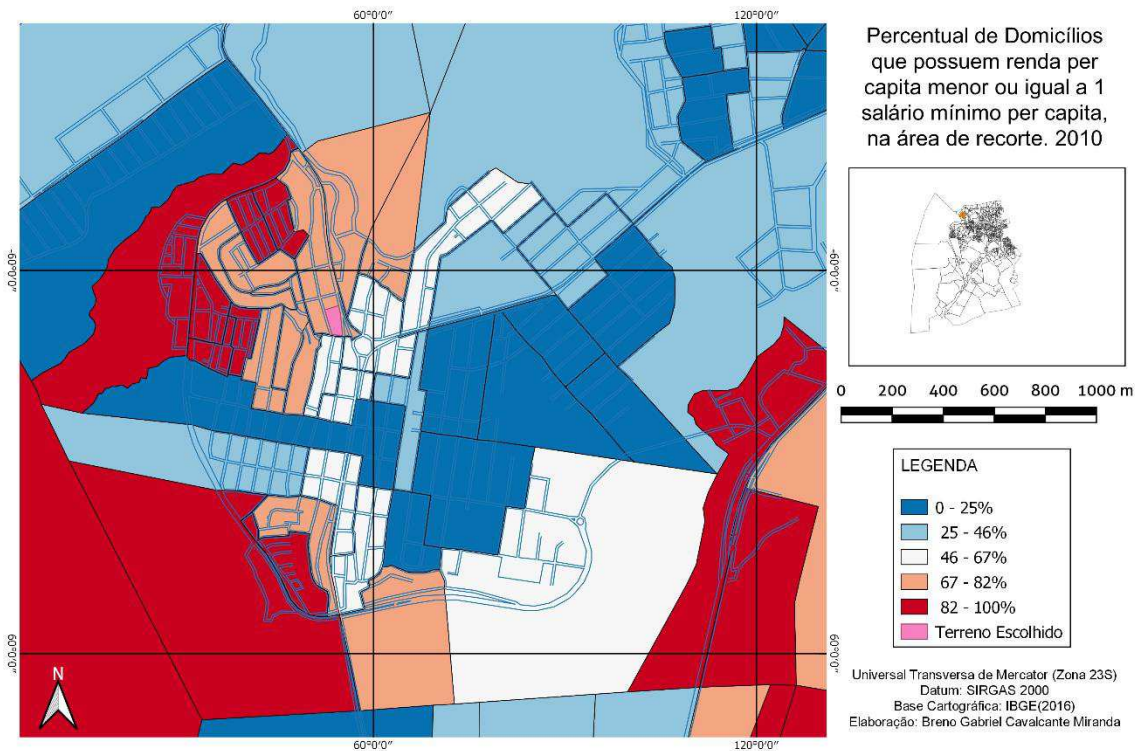 60°0'0"
120°0'0"
Percentual de Domicílios
que possuem renda per
capita menor ou igual a 1
salário mínimo per capita,
na área de recorte. 2010
-60°0'0"
-60°0'0"
0 200 400 600 800 1000 m
LEGENDA
0 - 25%
25 - 46%
46 - 67%
67 - 82%
82 - 100%
Terreno Escolhido
-60°0'0"
-60°0'0"
N
Universal Transversa de Mercator (Zona 23S)
Datum: SIRGAS 2000
Base Cartográfica: IBGE(2016)
Elaboração: Breno Gabriel Cavalcante Miranda
60°0'0"
120°0'0"